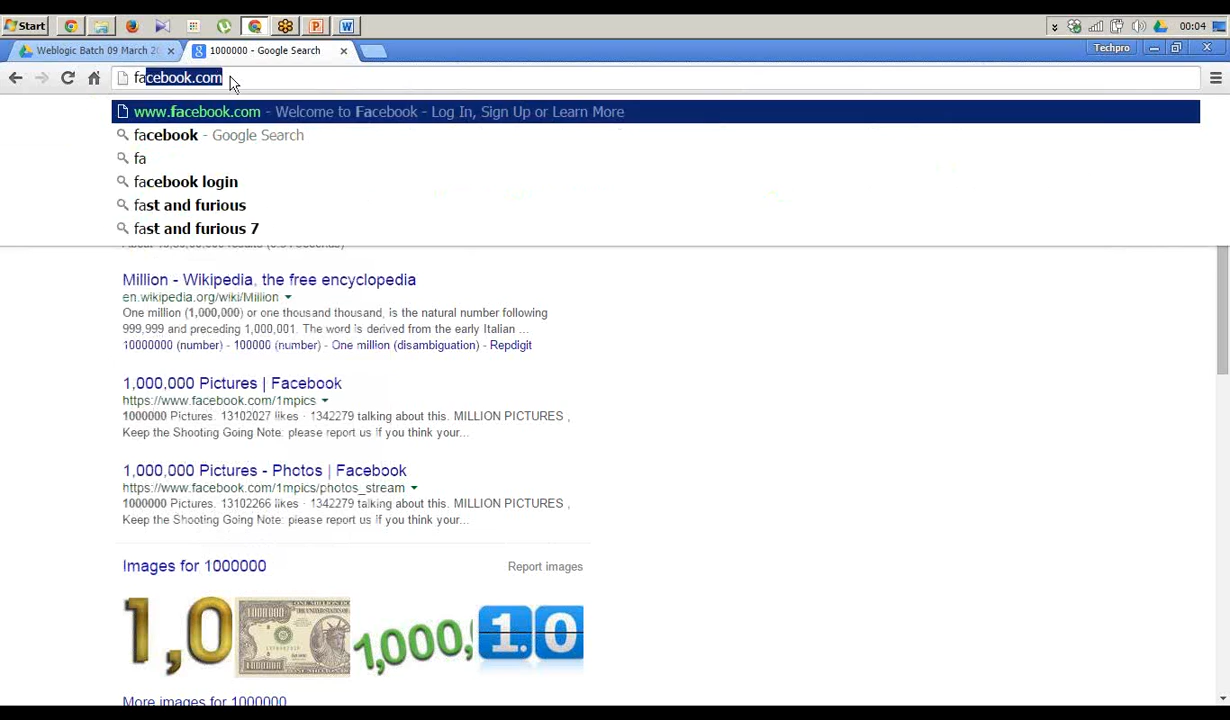 Start 00:04
Weblogic Batch 09 March 20 1000000 - Google Search Techpro
facebook.com
www.facebook.com - Welcome to Facebook - Log In, Sign Up or Learn More
facebook - Google Search
fa
facebook login
fast and furious
fast and furious 7
Million - Wikipedia, the free encyclopedia
en.wikipedia.org/wiki/Million
One million (1,000,000) or one thousand thousand, is the natural number following
999,999 and preceding 1,000,001. The word is derived from the early Italian ...
10000000 (number) - 100000 (number) - One million (disambiguation) - Repdigit
1,000,000 Pictures | Facebook
https://www.facebook.com/1mpics
1000000 Pictures. 13102027 likes · 1342279 talking about this. MILLION PICTURES ,
Keep the Shooting Going Note: please report us if you think your...
1,000,000 Pictures - Photos | Facebook
https://www.facebook.com/1mpics/photos_stream
1000000 Pictures. 13102266 likes · 1342279 talking about this. MILLION PICTURES ,
Keep the Shooting Going Note: please report us if you think your...
Images for 1000000 Report images
1,0 1000000 1,000, 1.0
More images for 1000000